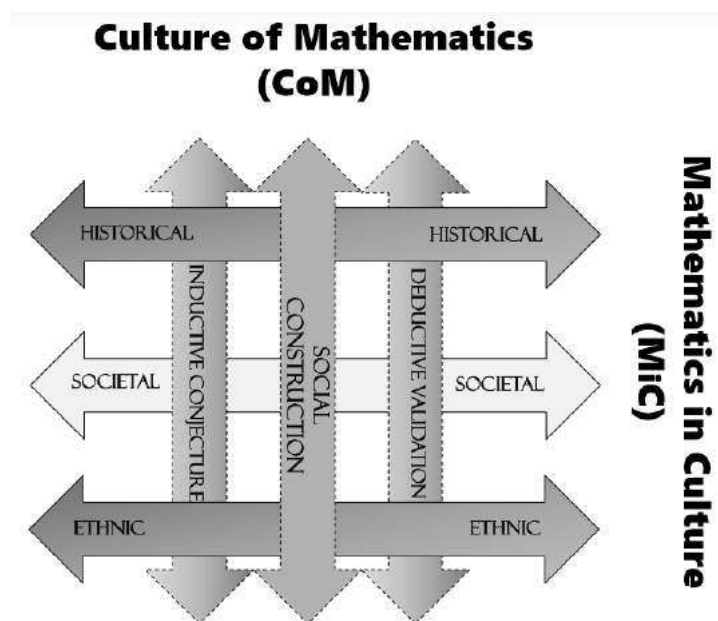 Culture of Mathematics
(CoM)
HISTORICAL
HISTORICAL
INDUCTIVE CONJECTURE
SOCIAL
CONSTRUCTION
DEDUCTIVE VALIDATION
SOCIETAL
SOCIETAL
ETHNIC
ETHNIC
Mathematics in Culture
(MiC)